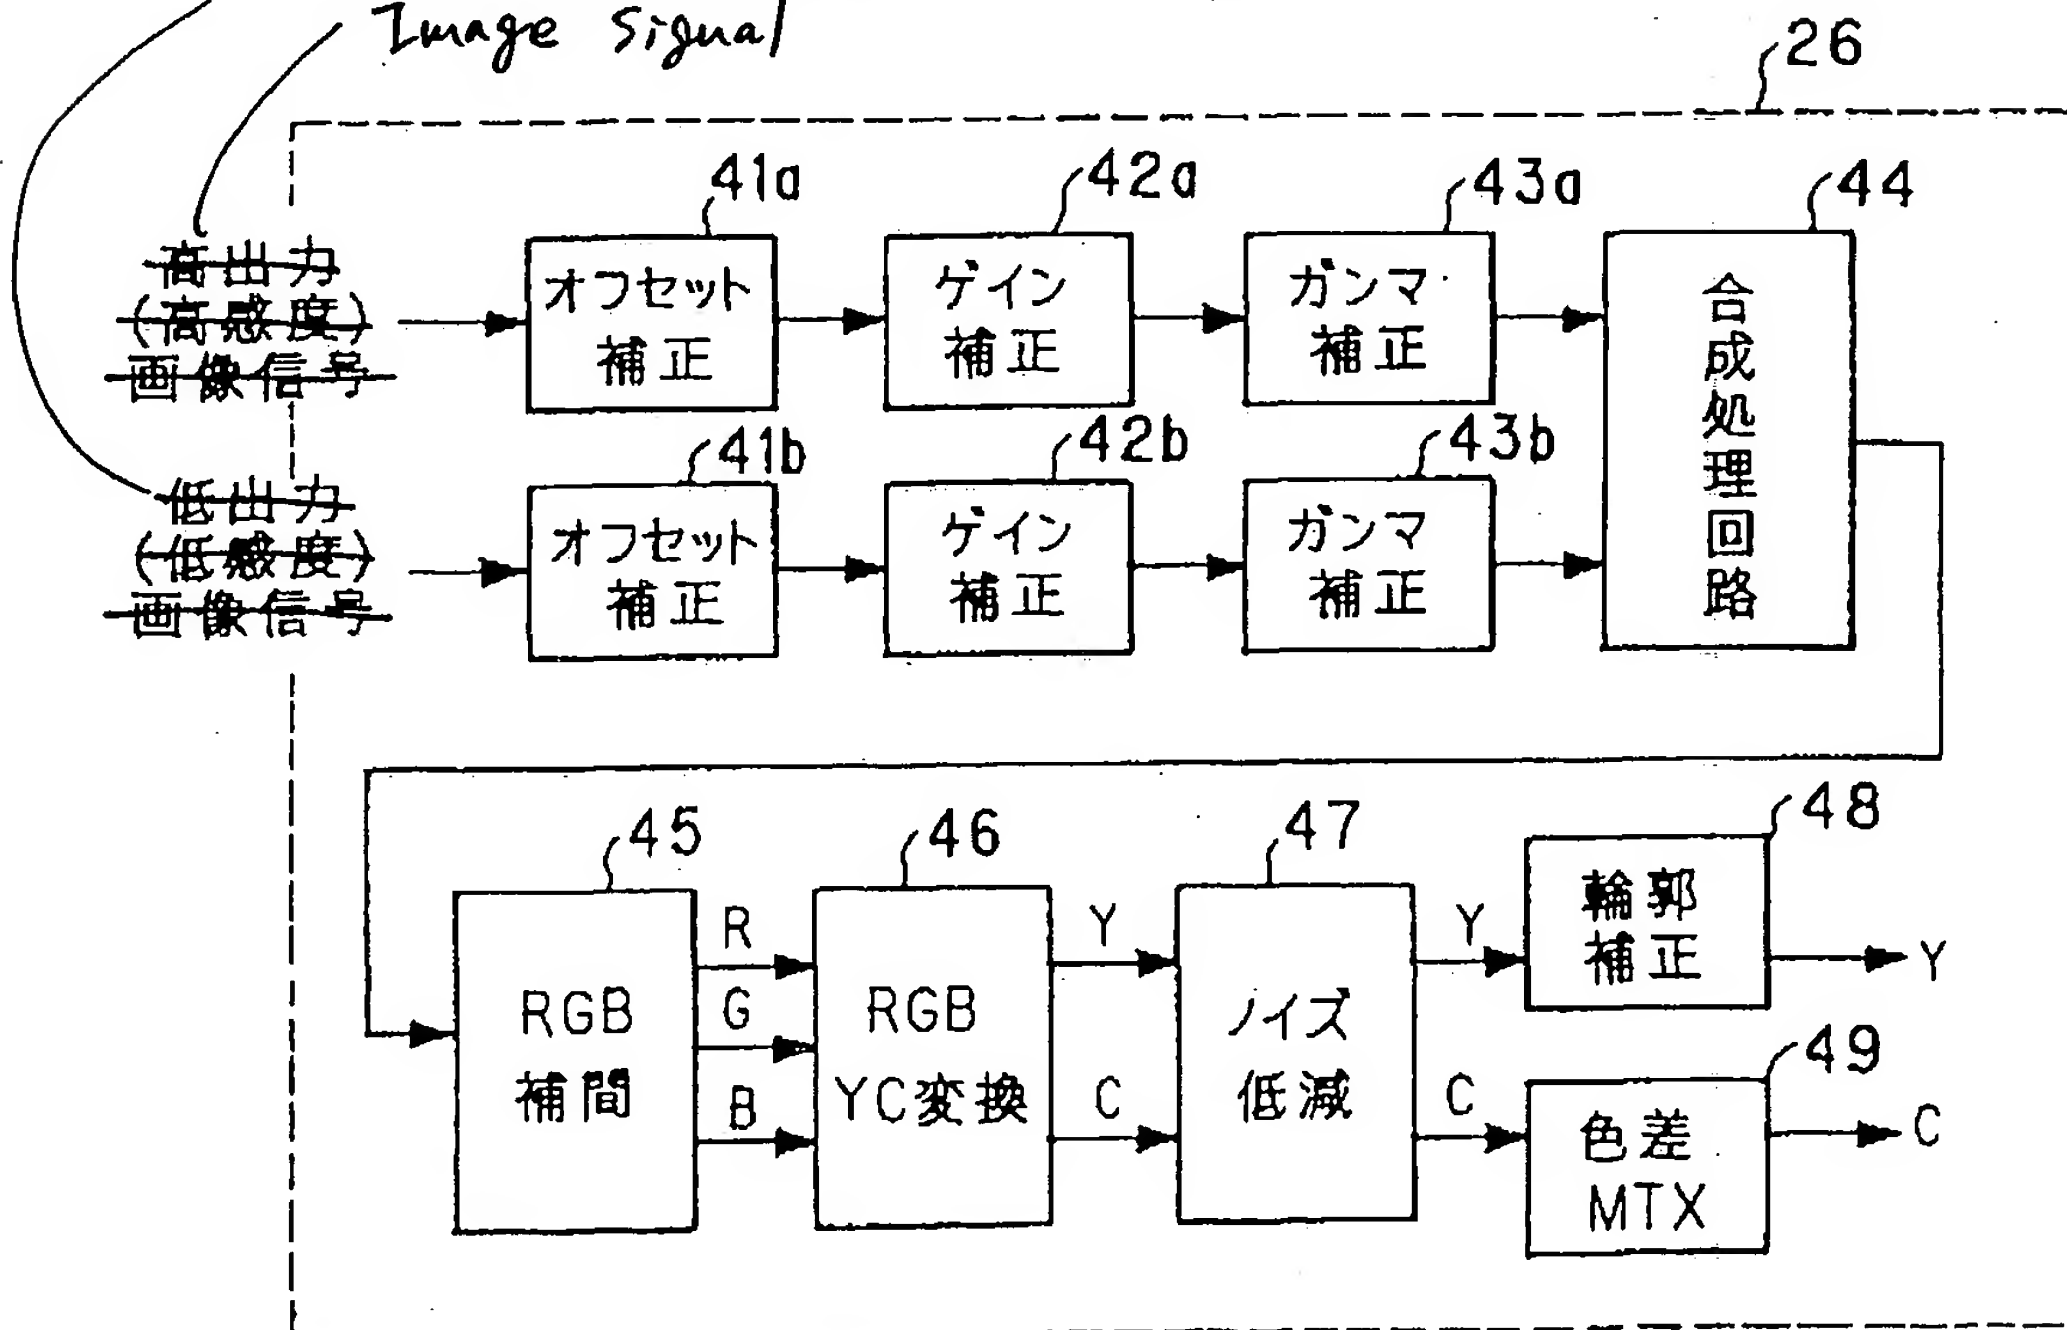 Image Signal
26
41a
42a
43a
44
高出力
(高感度)
画像信号
オフセット
補正
ゲイン
補正
ガンマ
補正
合成処理回路
41b
42b
43b
低出力
(低感度)
画像信号
オフセット
補正
ゲイン
補正
ガンマ
補正
45
46
47
48
49
RGB
補間
R
G
B
RGB
YC変換
Y
C
ノイズ
低減
Y
C
輪郭
補正
Y
色差
MTX
C